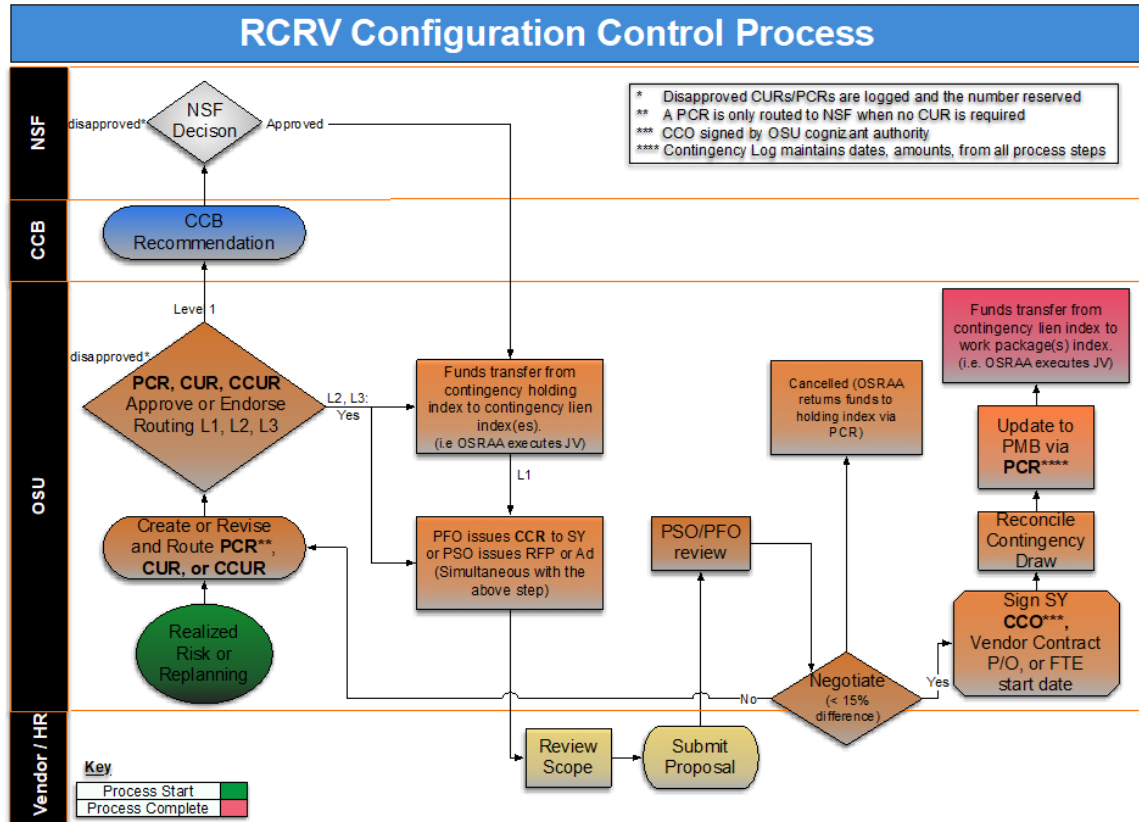 RCRV Configuration Control Process
NSF
NSF
Decison
disapproved*
Approved
* Disapproved CURs/PCRs are logged and the number reserved
** A PCR is only routed to NSF when no CUR is required
*** CCO signed by OSU cognizant authority
**** Contingency Log maintains dates, amounts, from all process steps
CCB
CCB
Recommendation
OSU
Level 1
disapproved*
PCR, CUR, CCUR
Approve or Endorse
Routing L1, L2, L3
L2, L3:
Yes
Funds transfer from
contingency holding
index to contingency lien
index(es).
(i.e OSRAA executes JV)
L1
Cancelled (OSRAA
returns funds to
holding index via
PCR)
Funds transfer from
contingency lien index to
work package(s) index.
(i.e. OSRAA executes JV)
Update to
PMB via
PCR****
Create or Revise
and Route PCR**,
CUR, or CCUR
PFO issues CCR to SY
or PSO issues RFP or Ad
(Simultaneous with the
above step)
PSO/PFO
review
Reconcile
Contingency
Draw
Realized
Risk or
Replanning
No
Negotiate
(< 15%
difference)
Yes
Sign SY
CCO***,
Vendor Contract
P/O, or FTE
start date
Vendor / HR
Review
Scope
Submit
Proposal
Key
Process Start
Process Complete